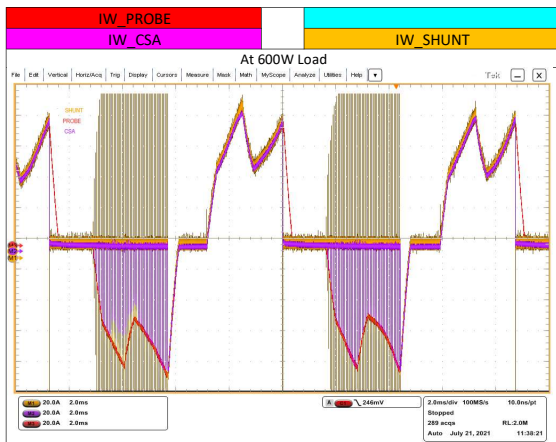 IW_PROBE
IW_CSA IW_SHUNT
At 600W Load
File Edit Vertical Horiz/Acq Trig Display Cursors Measure Mask Math MyScope Analyze Utilities Help Tek X
SHUNT
PROBE
CSA
M1 20.0A 2.0ms
20.0A 2.0ms
20.0A 2.0ms
A 246mV
2.0ms/div 100MS/s 10.0ns/pt
Stopped
289 acqs RL:2.0M
Auto July 21, 2021 11:38:21